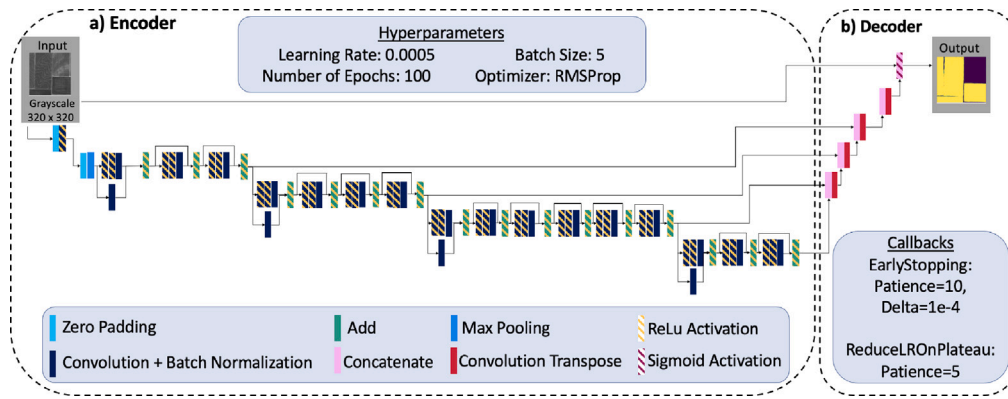 a) Encoder
Input
Grayscale
320 x 320
Hyperparameters
Learning Rate: 0.0005
Batch Size: 5
Number of Epochs: 100
Optimizer: RMSProp
b) Decoder
Output
Callbacks
EarlyStopping:
Patience=10,
Delta=1e-4
ReduceLROnPlateau:
Patience=5
Zero Padding
Add
Max Pooling
ReLu Activation
Convolution + Batch Normalization
Concatenate
Convolution Transpose
Sigmoid Activation